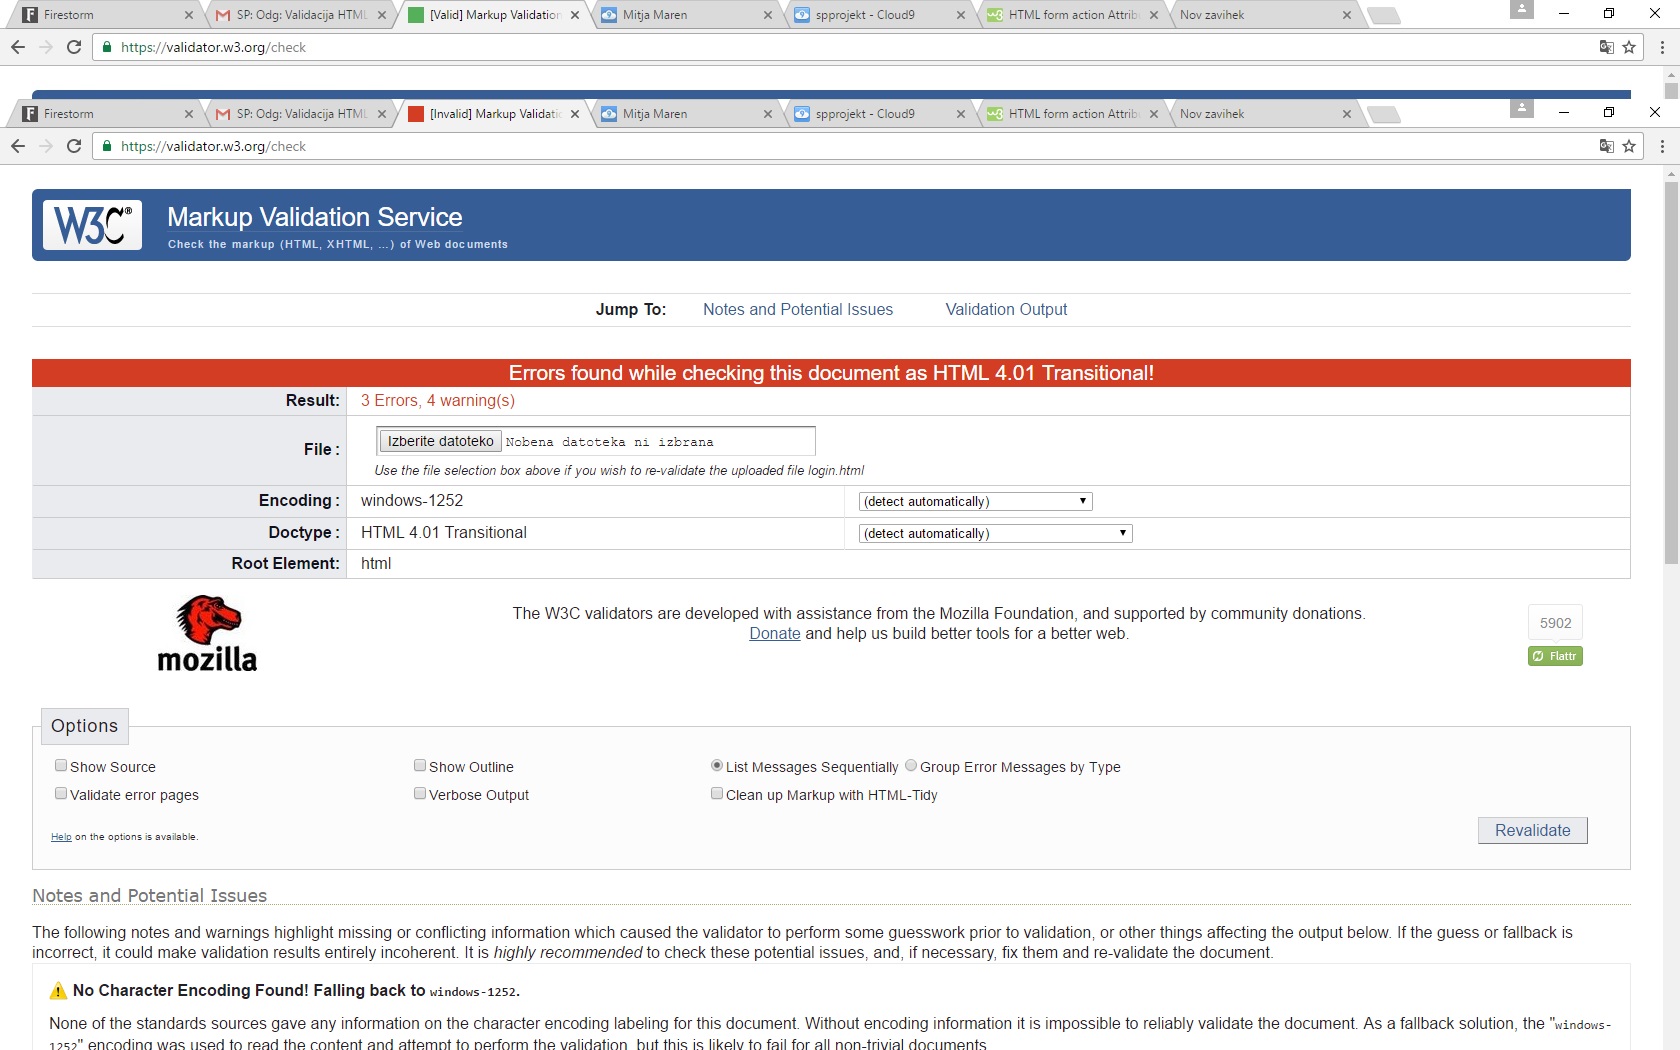 Firestorm
SP: Odg: Validacija HTML
[Valid] Markup Validation
Mitja Maren
spprojekt - Cloud9
HTML form action Attrib
Nov zavihek
https://validator.w3.org/check
Firestorm
SP: Odg: Validacija HTML
[Invalid] Markup Validatio
Mitja Maren
spprojekt - Cloud9
HTML form action Attrib
Nov zavihek
https://validator.w3.org/check
W3C®
Markup Validation Service
Check the markup (HTML, XHTML, …) of Web documents
Jump To: Notes and Potential Issues Validation Output
Errors found while checking this document as HTML 4.01 Transitional!
Result: 3 Errors, 4 warning(s)
File : Izberite datoteko Nobena datoteka ni izbrana
Use the file selection box above if you wish to re-validate the uploaded file login.html
Encoding : windows-1252 (detect automatically)
Doctype : HTML 4.01 Transitional (detect automatically)
Root Element: html
mozilla
The W3C validators are developed with assistance from the Mozilla Foundation, and supported by community donations.
Donate and help us build better tools for a better web.
5902
Flattr
Options
Show Source Show Outline List Messages Sequentially Group Error Messages by Type
Validate error pages Verbose Output Clean up Markup with HTML-Tidy
Help on the options is available.
Revalidate
Notes and Potential Issues
The following notes and warnings highlight missing or conflicting information which caused the validator to perform some guesswork prior to validation, or other things affecting the output below. If the guess or fallback is
incorrect, it could make validation results entirely incoherent. It is highly recommended to check these potential issues, and, if necessary, fix them and re-validate the document.
No Character Encoding Found! Falling back to windows-1252.
None of the standards sources gave any information on the character encoding labeling for this document. Without encoding information it is impossible to reliably validate the document. As a fallback solution, the "windows-
1252" encoding was used to read the content and attempt to perform the validation, but this is likely to fail for all non-trivial documents.